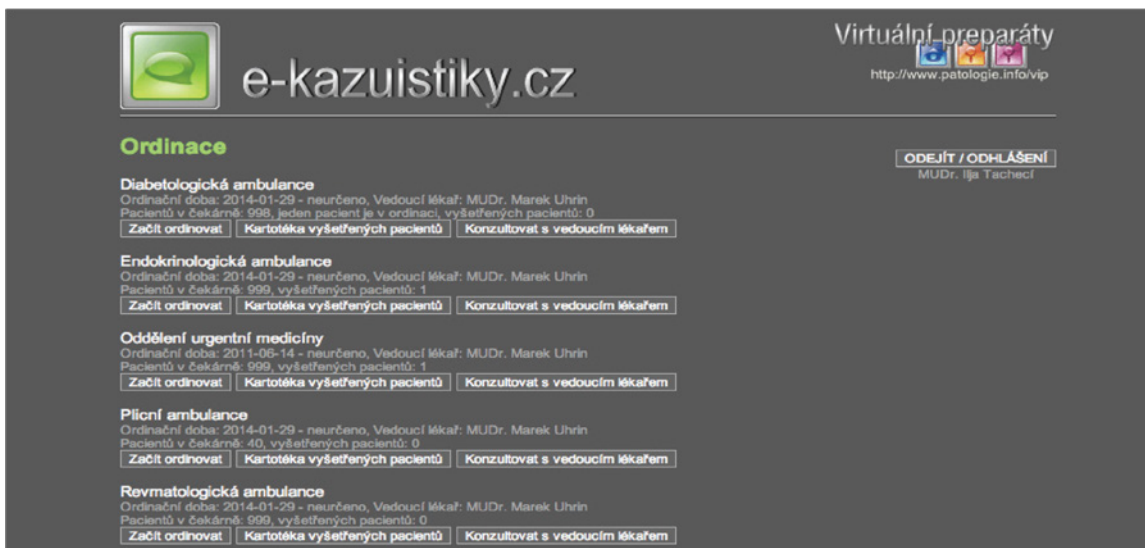 e-kazuistiky.cz
Virtuální preparáty
http://www.patologie.info/vip
Ordinace
ODEJÍT / ODHLÁŠENÍ
MUDr. Ilja Tachecí
Diabetologická ambulance
Ordinační doba: 2014-01-29 - neurčeno, Vedoucí lékař: MUDr. Marek Uhrin
Pacientů v čekárně: 998, jeden pacient je v ordinaci, vyšetřených pacientů: 0
Začít ordinovat Kartotéka vyšetřených pacientů Konzultovat s vedoucím lékařem
Endokrinologická ambulance
Ordinační doba: 2014-01-29 - neurčeno, Vedoucí lékař: MUDr. Marek Uhrin
Pacientů v čekárně: 999, vyšetřených pacientů: 1
Začít ordinovat Kartotéka vyšetřených pacientů Konzultovat s vedoucím lékařem
Oddělení urgentní medicíny
Ordinační doba: 2011-06-14 - neurčeno, Vedoucí lékař: MUDr. Marek Uhrin
Pacientů v čekárně: 999, vyšetřených pacientů: 1
Začít ordinovat Kartotéka vyšetřených pacientů Konzultovat s vedoucím lékařem
Plicní ambulance
Ordinační doba: 2014-01-29 - neurčeno, Vedoucí lékař: MUDr. Marek Uhrin
Pacientů v čekárně: 40, vyšetřených pacientů: 0
Začít ordinovat Kartotéka vyšetřených pacientů Konzultovat s vedoucím lékařem
Revmatologická ambulance
Ordinační doba: 2014-01-29 - neurčeno, Vedoucí lékař: MUDr. Marek Uhrin
Pacientů v čekárně: 999, vyšetřených pacientů: 0
Začít ordinovat Kartotéka vyšetřených pacientů Konzultovat s vedoucím lékařem